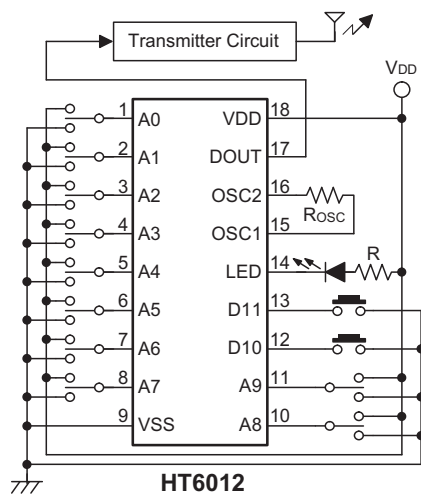 Transmitter Circuit
VDD
1 A0 VDD 18
2 A1 DOUT 17
3 A2 OSC2 16
ROSC
4 A3 OSC1 15
5 A4 LED 14 R
6 A5 D11 13
7 A6 D10 12
8 A7 A9 11
9 VSS A8 10
HT6012